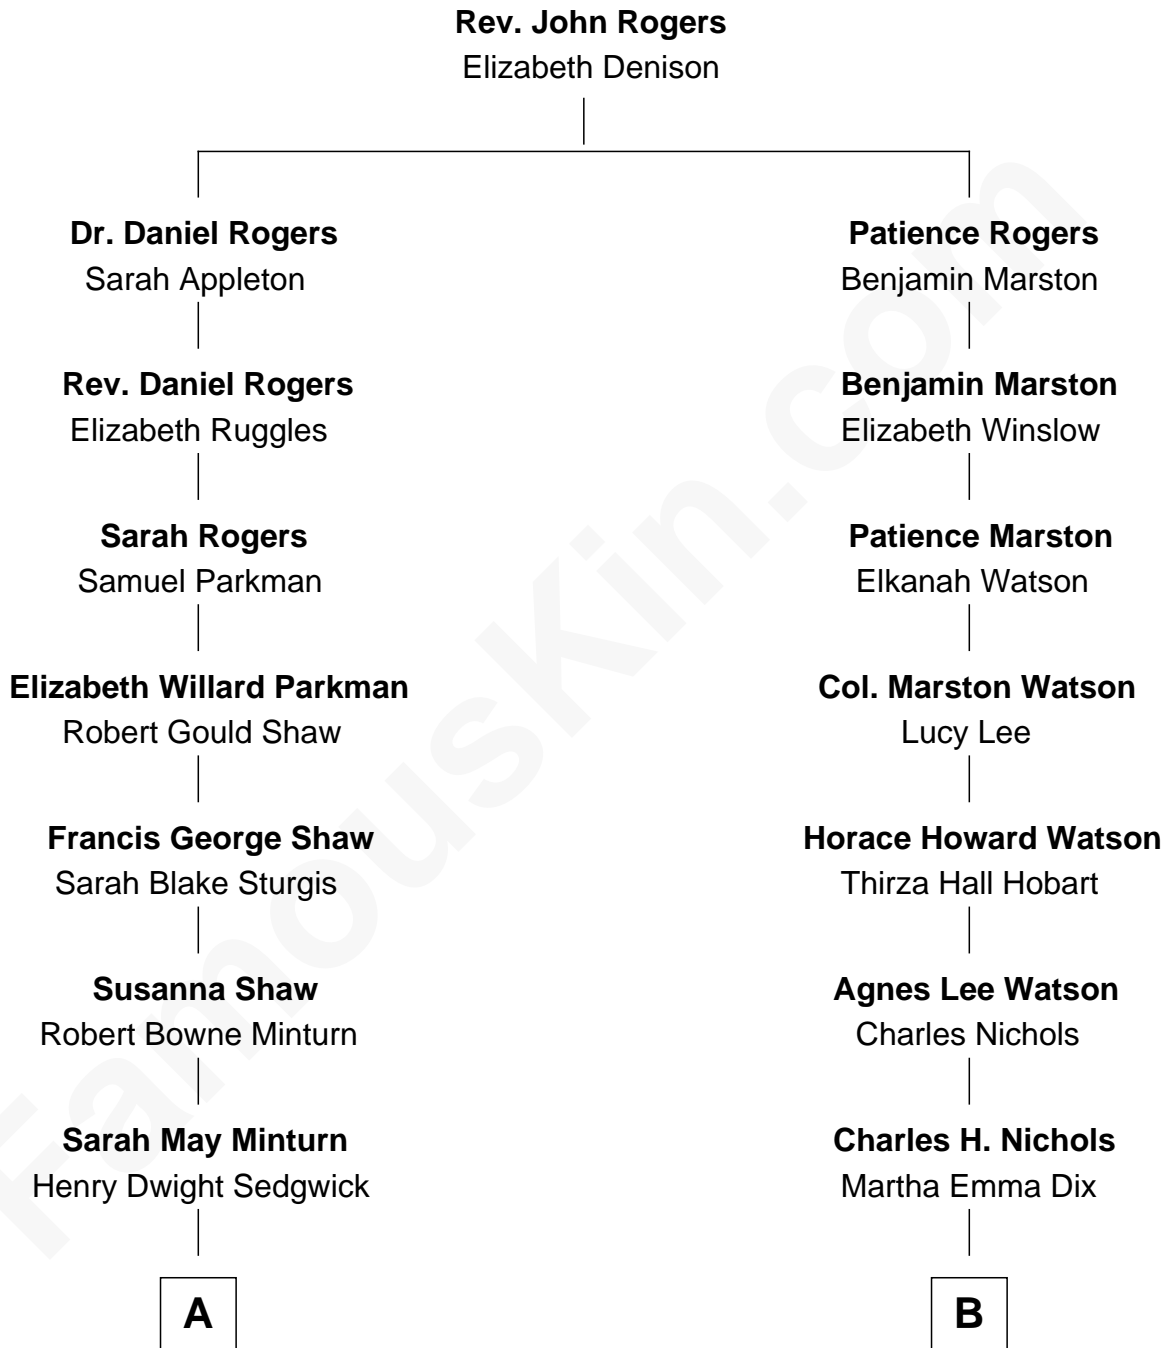 Rev. John Rogers
Elizabeth Denison
Dr. Daniel Rogers
Sarah Appleton
Rev. Daniel Rogers
Elizabeth Ruggles
Sarah Rogers
Samuel Parkman
Elizabeth Willard Parkman
Robert Gould Shaw
Francis George Shaw
Sarah Blake Sturgis
Susanna Shaw
Robert Bowne Minturn
Sarah May Minturn
Henry Dwight Sedgwick
A
Patience Rogers
Benjamin Marston
Benjamin Marston
Elizabeth Winslow
Patience Marston
Elkanah Watson
Col. Marston Watson
Lucy Lee
Horace Howard Watson
Thirza Hall Hobart
Agnes Lee Watson
Charles Nichols
Charles H. Nichols
Martha Emma Dix
B
FamousKin.com